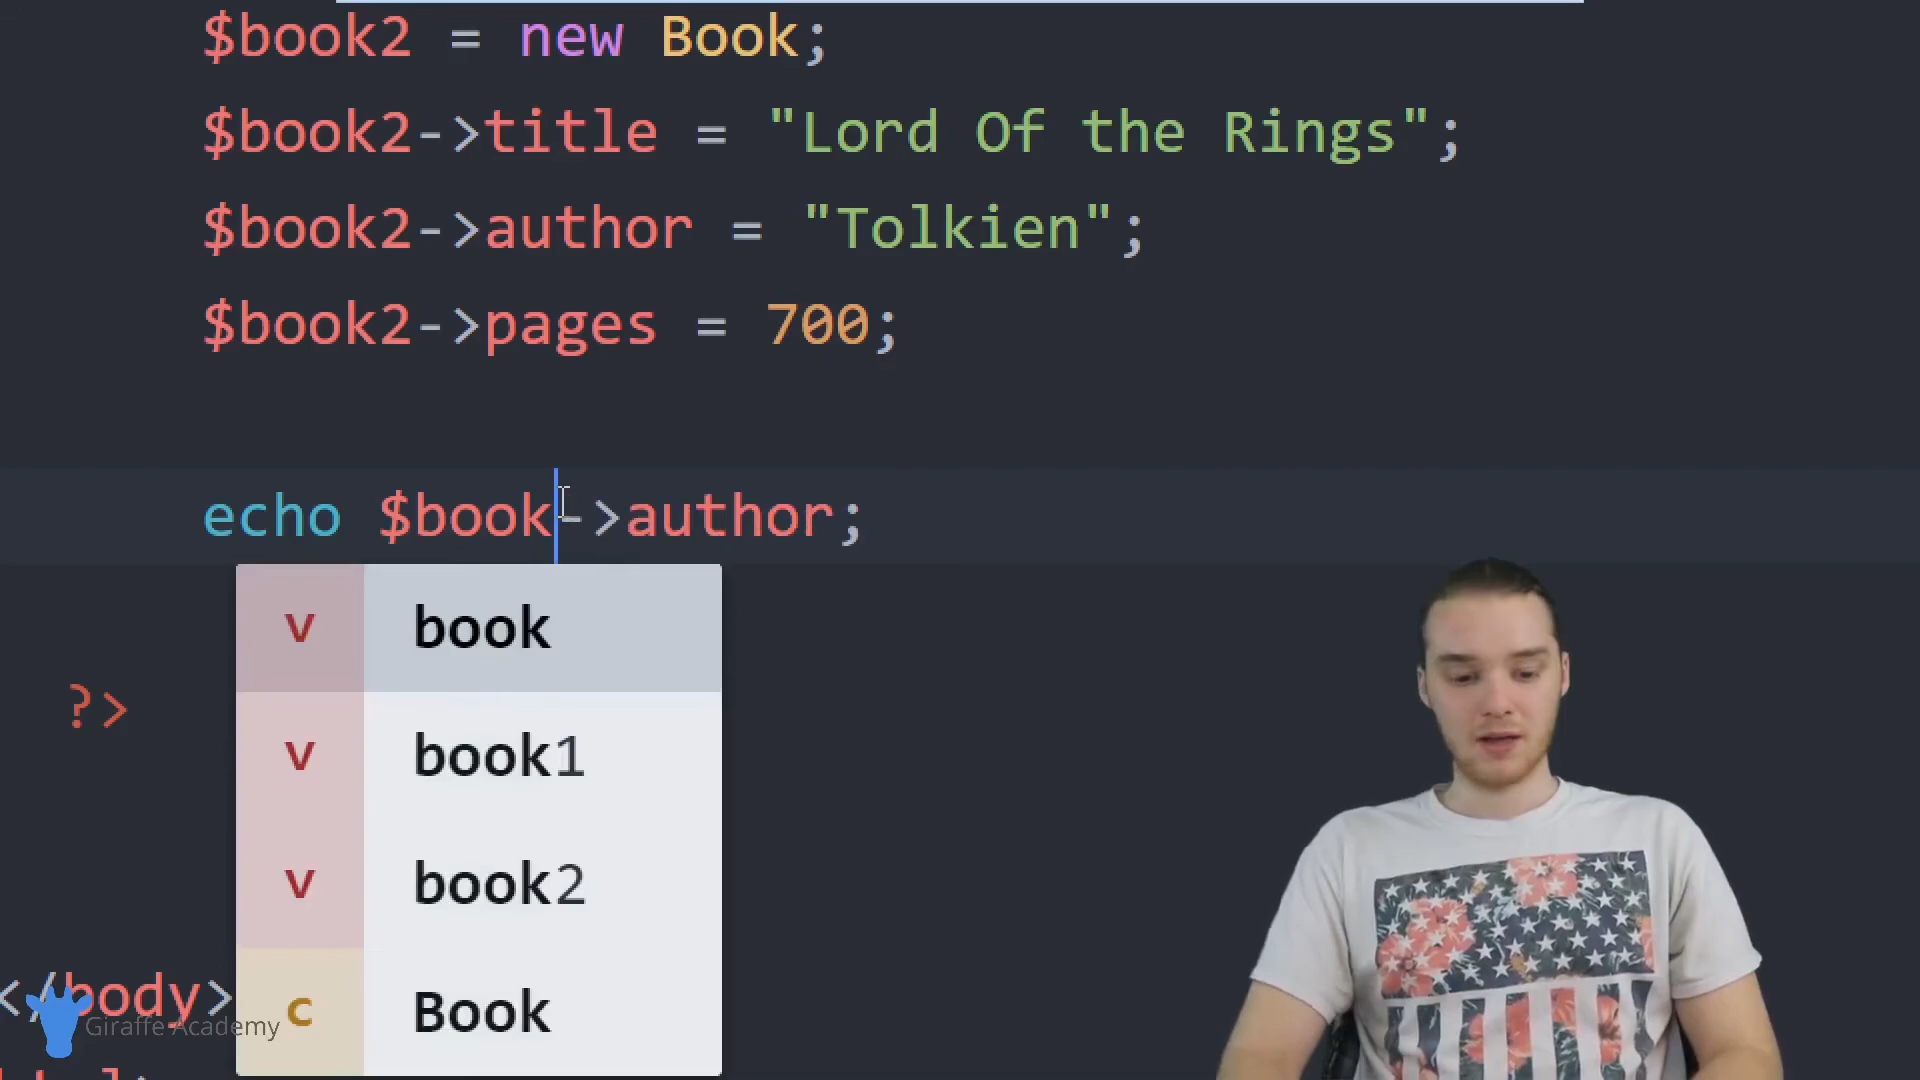 $book2 = new Book;
$book2->title = "Lord Of the Rings";
$book2->author = "Tolkien";
$book2->pages = 700;
echo $book->author;
v book
v book1
?>
v book2
</body>
c Book
Giraffe Academy